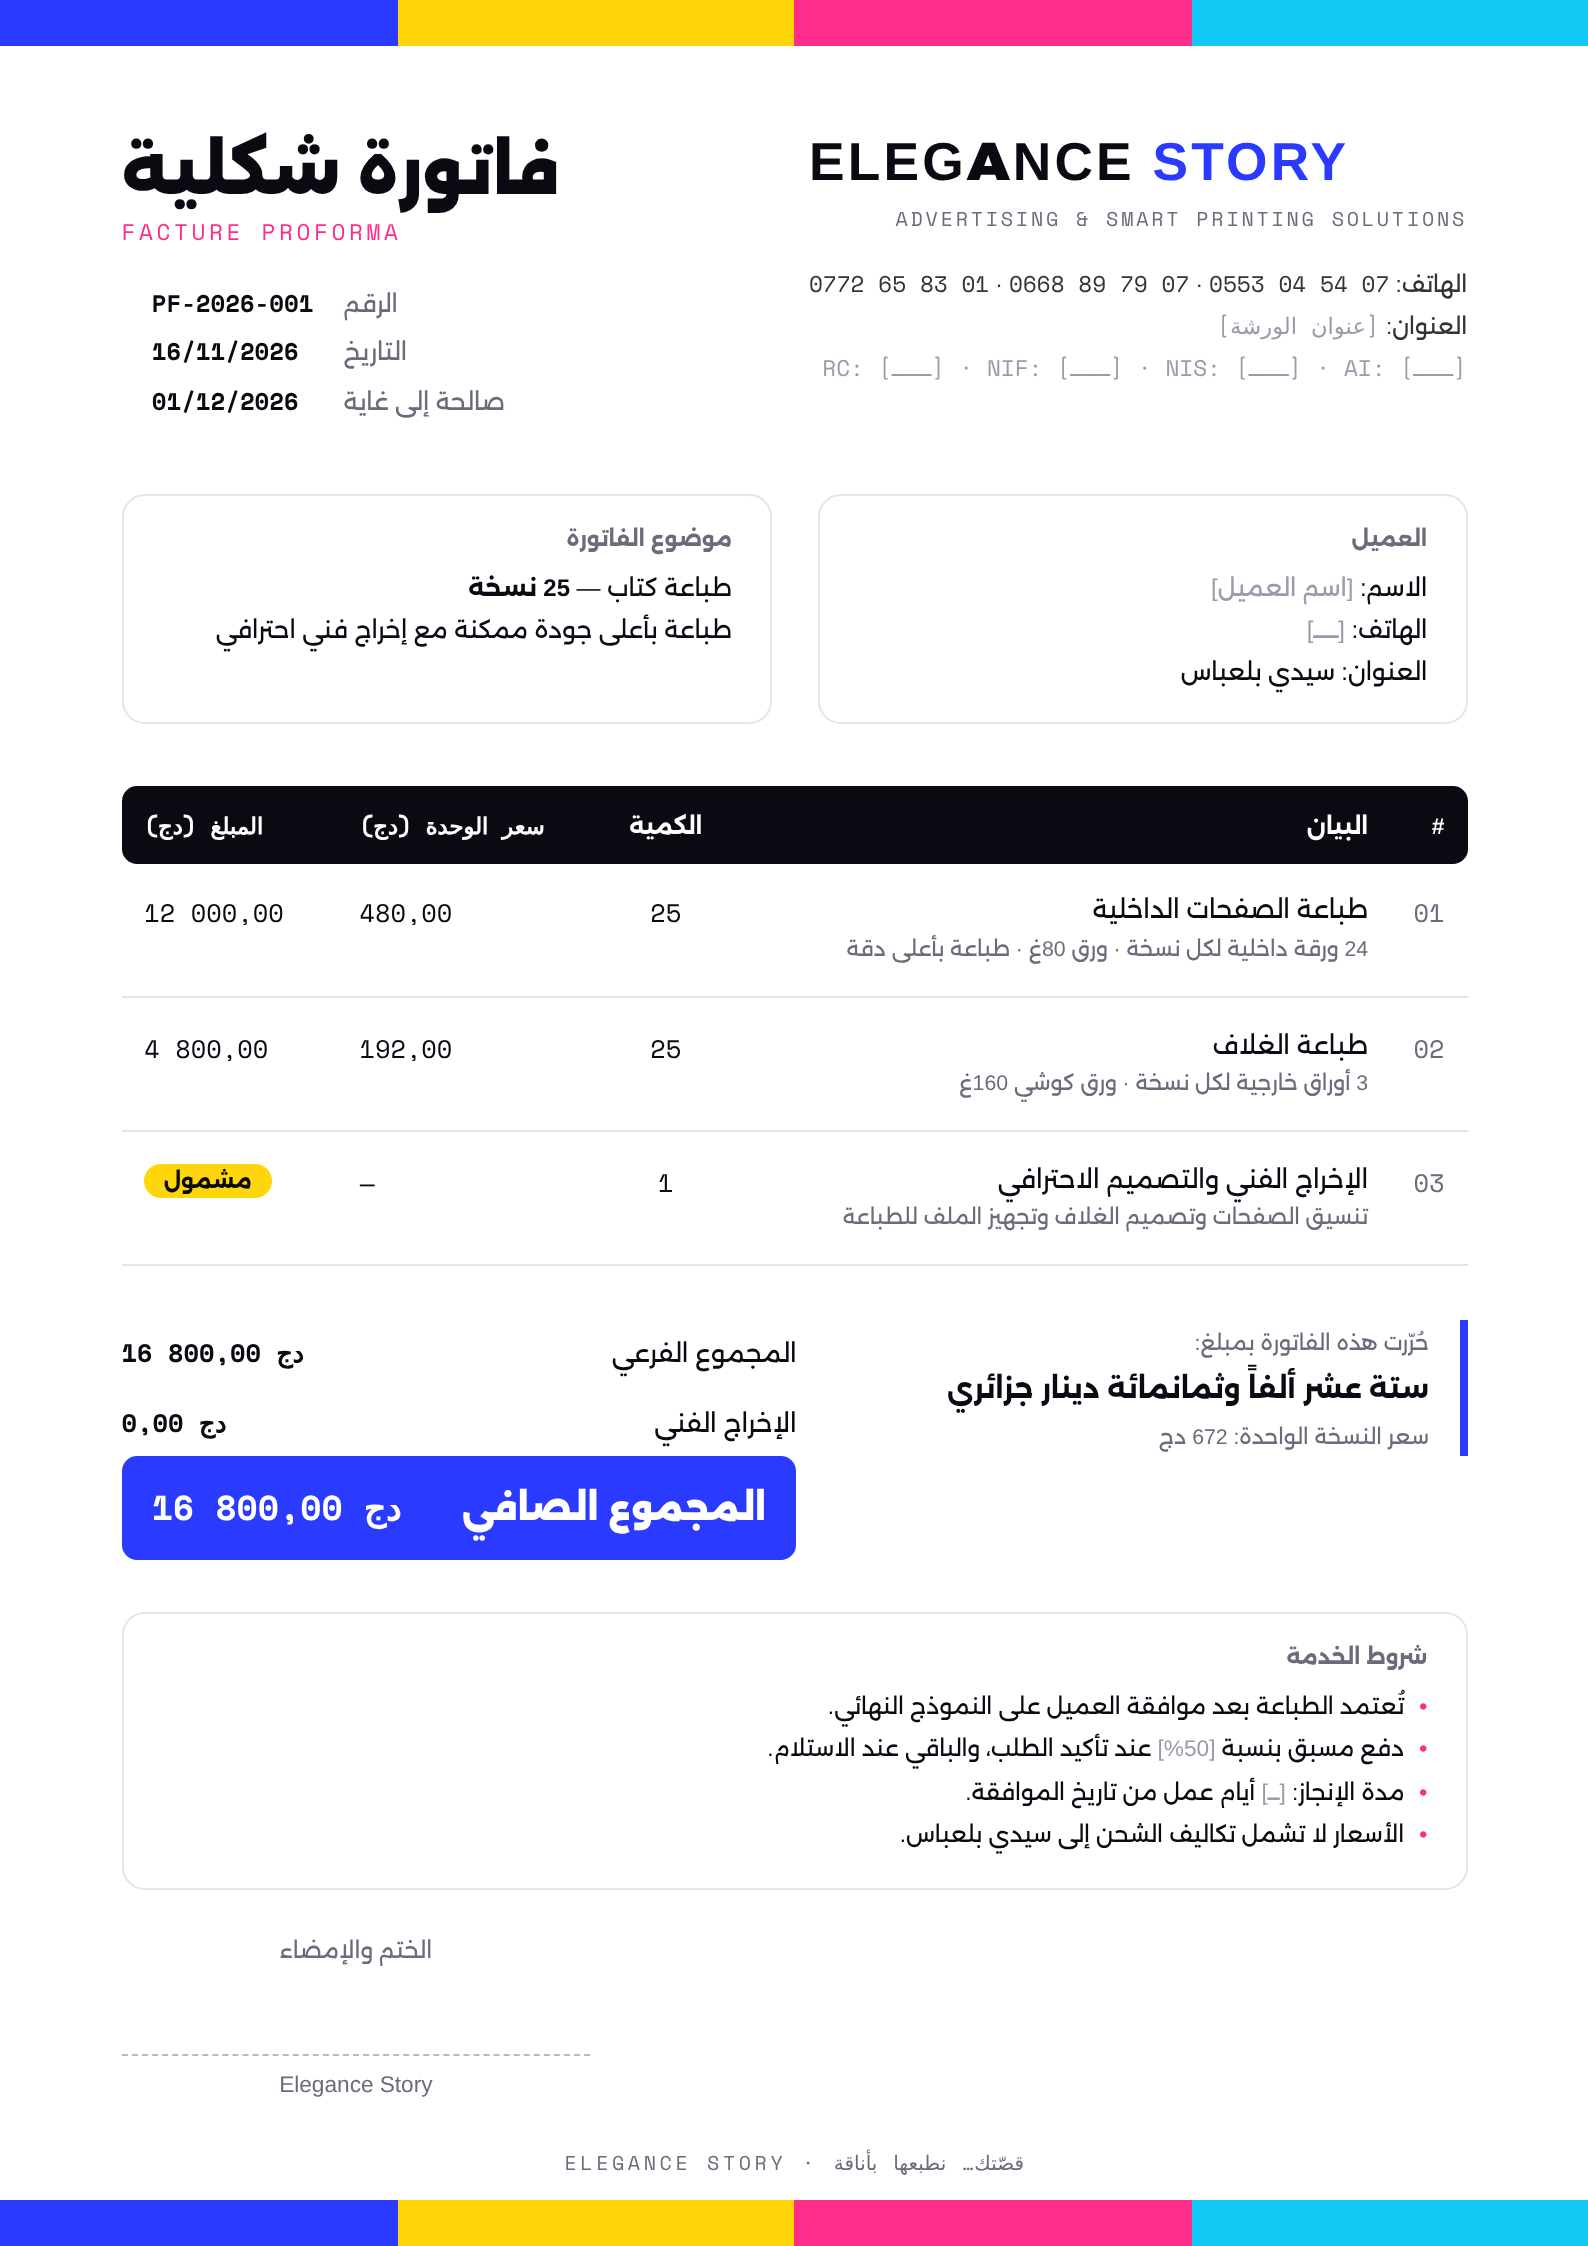 ELEGANCE STORY
ADVERTISING & SMART PRINTING SOLUTIONS
الهاتف: 0772 65 83 01 · 0668 89 79 07 · 0553 04 54 07
العنوان: [عنوان الورشة]
RC: [____] · NIF: [____] · NIS: [____] · AI: [____]
فاتورة شكلية
FACTURE PROFORMA
الرقم PF-2026-001
التاريخ 16/11/2026
صالحة إلى غاية 01/12/2026
العميل
الاسم: [اسم العميل]
الهاتف: [___]
العنوان: سيدي بلعباس
موضوع الفاتورة
طباعة كتاب — 25 نسخة
طباعة بأعلى جودة ممكنة مع إخراج فني احترافي
# البيان الكمية سعر الوحدة (دج) المبلغ (دج)
01 طباعة الصفحات الداخلية 25 480,00 12 000,00
24 ورقة داخلية لكل نسخة · ورق 80غ · طباعة بأعلى دقة
02 طباعة الغلاف 25 192,00 4 800,00
3 أوراق خارجية لكل نسخة · ورق كوشي 160غ
03 الإخراج الفني والتصميم الاحترافي 1 — مشمول
تنسيق الصفحات وتصميم الغلاف وتجهيز الملف للطباعة
حُرّرت هذه الفاتورة بمبلغ:
ستة عشر ألفاً وثمانمائة دينار جزائري
سعر النسخة الواحدة: 672 دج
المجموع الفرعي 16 800,00 دج
الإخراج الفني 0,00 دج
المجموع الصافي 16 800,00 دج
شروط الخدمة
• تُعتمد الطباعة بعد موافقة العميل على النموذج النهائي.
• دفع مسبق بنسبة [50%] عند تأكيد الطلب، والباقي عند الاستلام.
• مدة الإنجاز: [_] أيام عمل من تاريخ الموافقة.
• الأسعار لا تشمل تكاليف الشحن إلى سيدي بلعباس.
الختم والإمضاء
Elegance Story
ELEGANCE STORY · قصّتك… نطبعها بأناقة